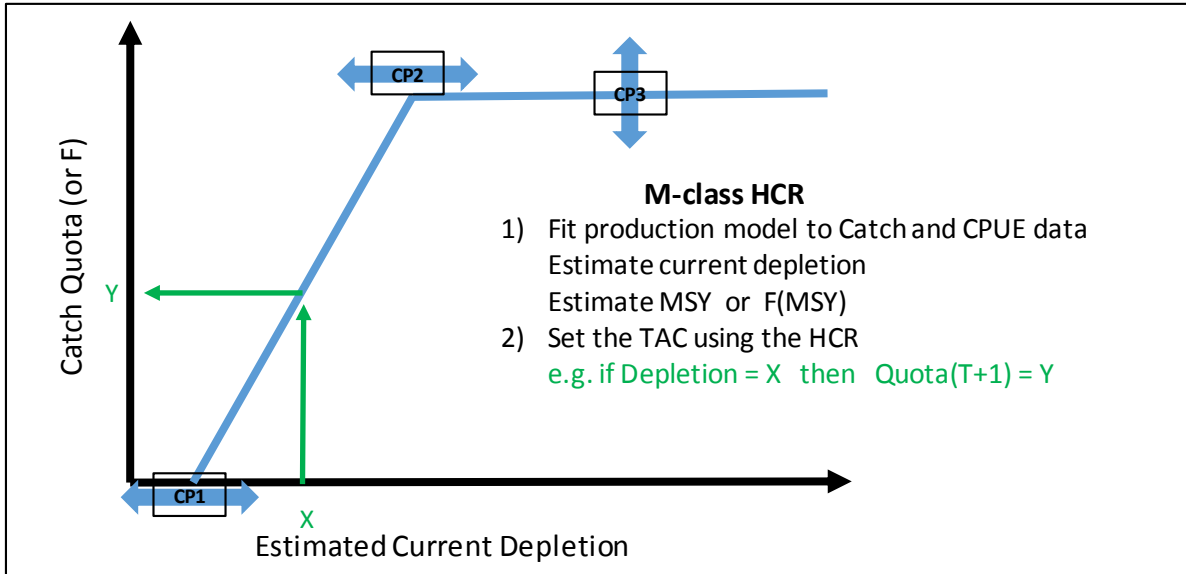 CP2
CP3
Catch Quota (or F)
M-class HCR
1) Fit production model to Catch and CPUE data
Estimate current depletion
Estimate MSY or F(MSY)
2) Set the TAC using the HCR
e.g. if Depletion = X then Quota(T+1) = Y
Y
CP1
X
Estimated Current Depletion